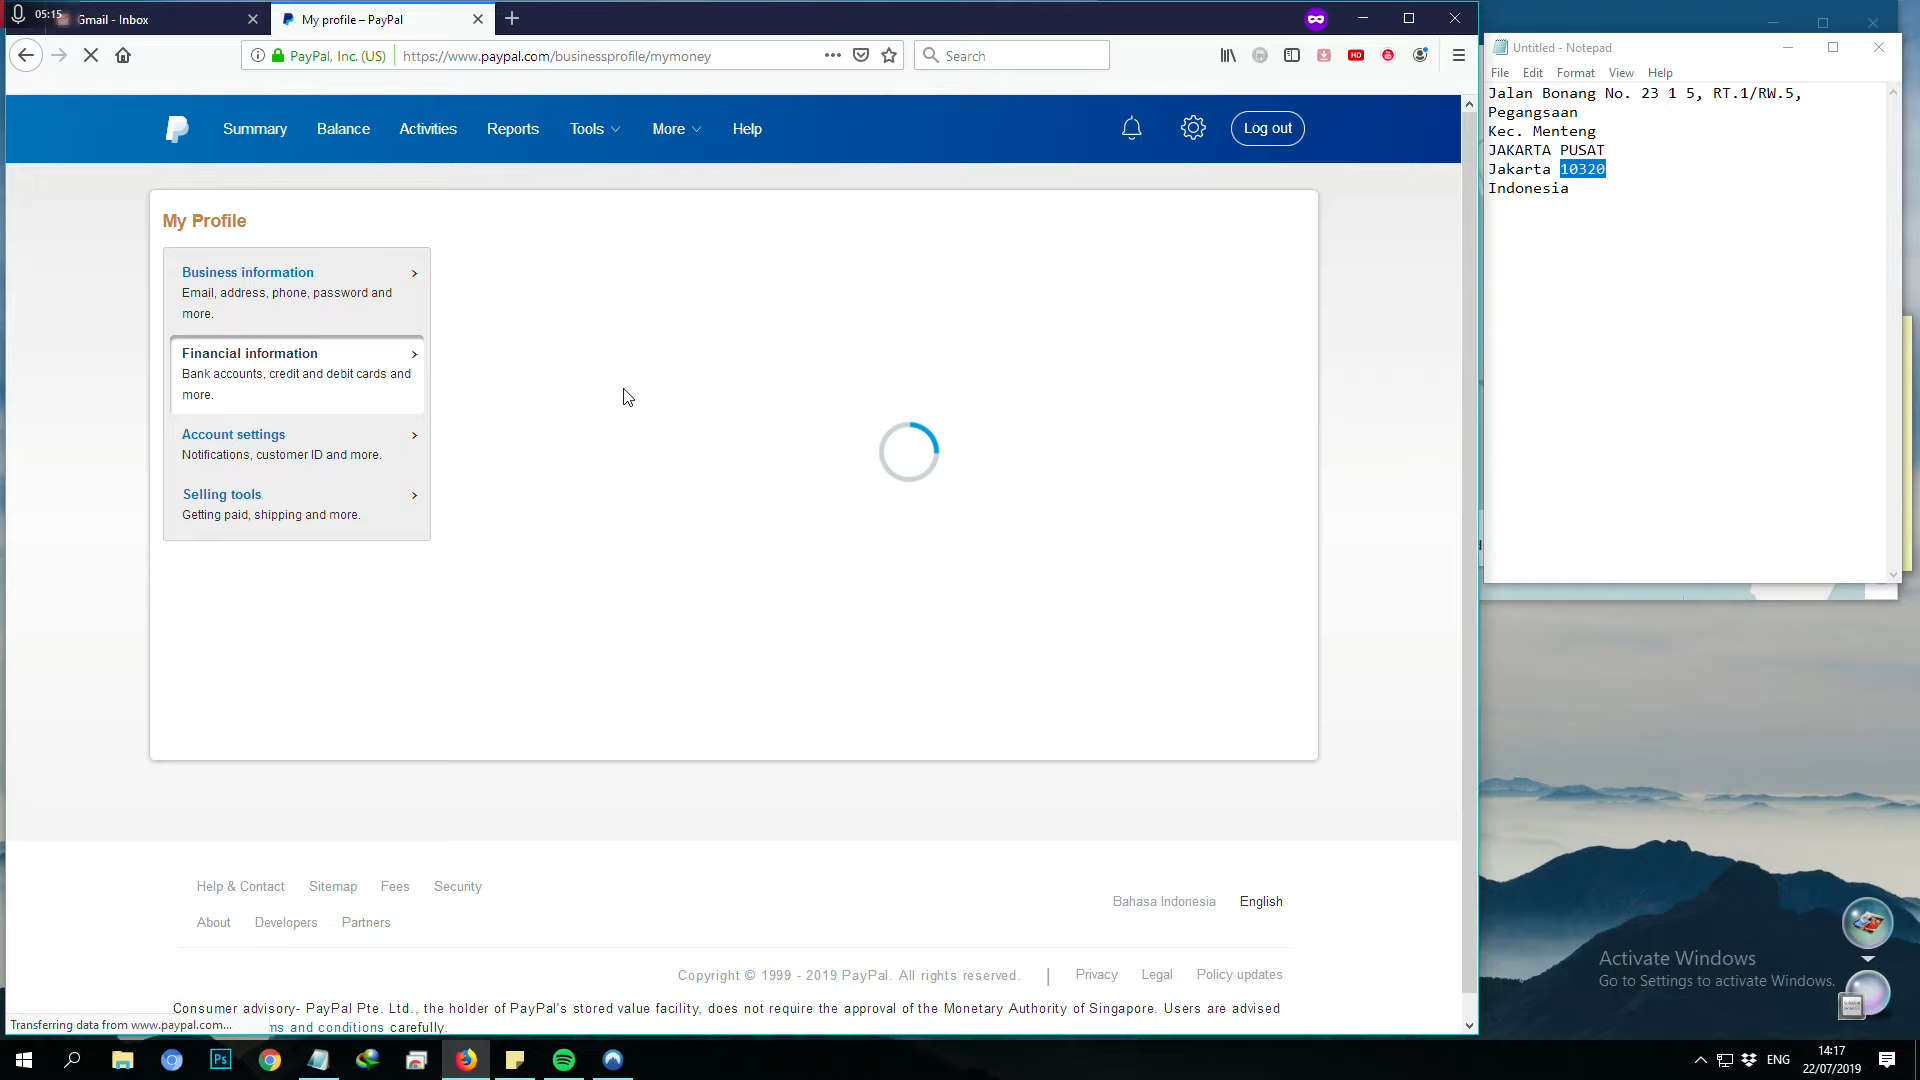 05:15
Gmail - Inbox
My profile – PayPal
PayPal, Inc. (US)
https://www.paypal.com/businessprofile/mymoney
Search
HD
Summary
Balance
Activities
Reports
Tools
More
Help
Log out
My Profile
Business information
Email, address, phone, password and
more.
Financial information
Bank accounts, credit and debit cards and
more.
Account settings
Notifications, customer ID and more.
Selling tools
Getting paid, shipping and more.
Help & Contact
Sitemap
Fees
Security
About
Developers
Partners
Bahasa Indonesia
English
Copyright © 1999 - 2019 PayPal. All rights reserved.
Privacy
Legal
Policy updates
Consumer advisory- PayPal Pte. Ltd., the holder of PayPal's stored value facility, does not require the approval of the Monetary Authority of Singapore. Users are advised
ms and conditions carefully.
Transferring data from www.paypal.com...
Untitled - Notepad
File
Edit
Format
View
Help
Jalan Bonang No. 23 1 5, RT.1/RW.5,
Pegangsaan
Kec. Menteng
JAKARTA PUSAT
Jakarta 10320
Indonesia
Activate Windows
Go to Settings to activate Windows.
Ps
ENG
14:17
22/07/2019